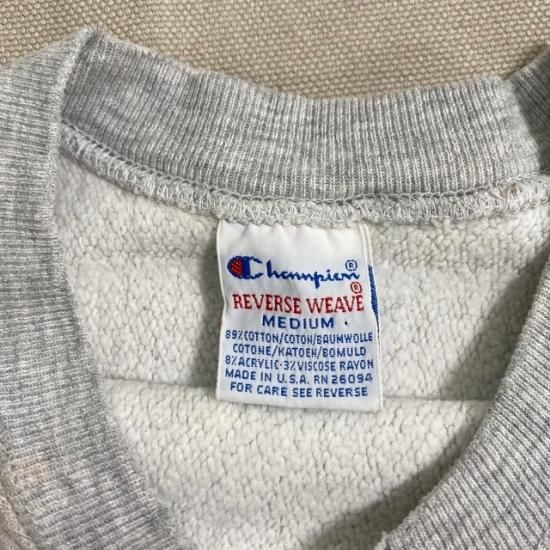 Champion®
REVERSE WEAVE®
MEDIUM .
89% COTTON/COTON/BAUMWOLLE
COTONE/KATOEN/BOMULD
8% ACRYLIC·3% VISCOSE RAYON
MADE IN U.S.A. RN 26094
FOR CARE SEE REVERSE